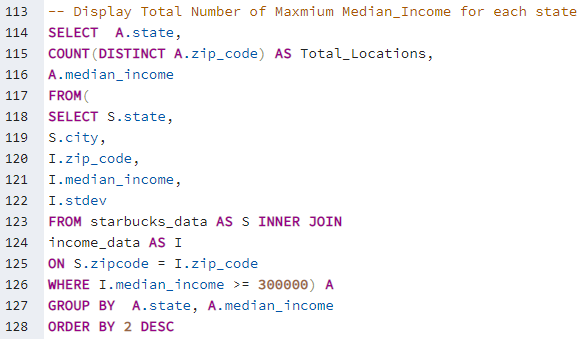 113 -- Display Total Number of Maxmium Median_Income for each state
114 SELECT  A.state,
115 COUNT(DISTINCT A.zip_code) AS Total_Locations,
116 A.median_income
117 FROM(
118 SELECT S.state,
119 S.city,
120 I.zip_code,
121 I.median_income,
122 I.stdev
123 FROM starbucks_data AS S INNER JOIN
124 income_data AS I
125 ON S.zipcode = I.zip_code
126 WHERE I.median_income >= 300000) A
127 GROUP BY  A.state, A.median_income
128 ORDER BY 2 DESC